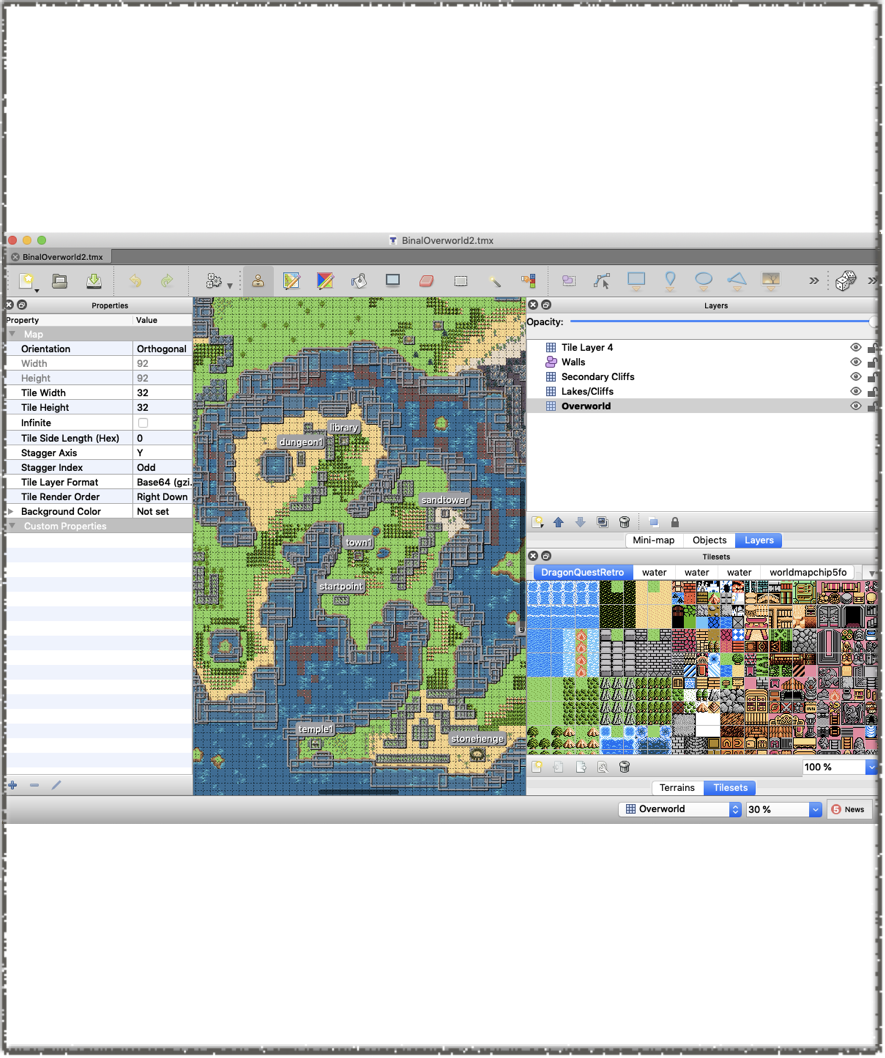 BinalOverworld2.tmx
BinalOverworld2.tmx
Properties
Property Value
Map
Orientation Orthogonal
Width 92
Height 92
Tile Width 32
Tile Height 32
Infinite
Tile Side Length (Hex) 0
Stagger Axis Y
Stagger Index Odd
Tile Layer Format Base64 (gzi...
Tile Render Order Right Down
Background Color Not set
Custom Properties
library
dungeon1
sandtower
town1
startpoint
temple1
stonehenge
Layers
Opacity:
Tile Layer 4
Walls
Secondary Cliffs
Lakes/Cliffs
Overworld
Mini-map Objects Layers
Tilesets
DragonQuestRetro water water water worldmapchip5fo
100 %
Terrains Tilesets
Overworld 30 % 6 News